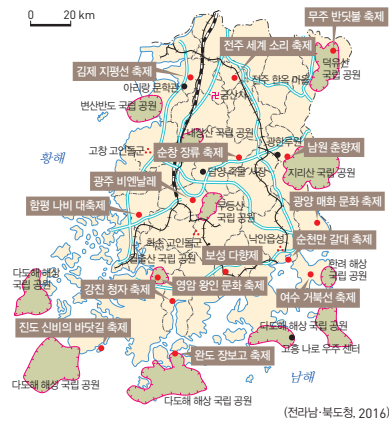 0 20 km
무주 반딧불 축제
전주 세계 소리 축제
김제 지평선 축제
덕유산
국립 공원
아리랑 문학관
전주 한옥 마을
금산사
변산반도 국립 공원
내장산 국립 공원
광한루원
고창 고인돌군
순창 장류 축제
남원 춘향제
황해
담양 죽물 시장
지리산 국립 공원
광주 비엔날레
함평 나비 대축제
무등산
국립 공원
광양 매화 문화 축제
화순 고인돌군
낙안읍성
순천만 갈대 축제
월출산 국립 공원
보성 다향제
다도해 해상
국립 공원
한려 해상
국립 공원
강진 청자 축제
영암 왕인 문화 축제
여수 거북선 축제
진도 신비의 바닷길 축제
다도해 해상 국립 공원
고흥 나로 우주 센터
완도 장보고 축제
남해
다도해 해상 국립 공원
다도해 해상 국립 공원
(전라남·북도청, 2016)